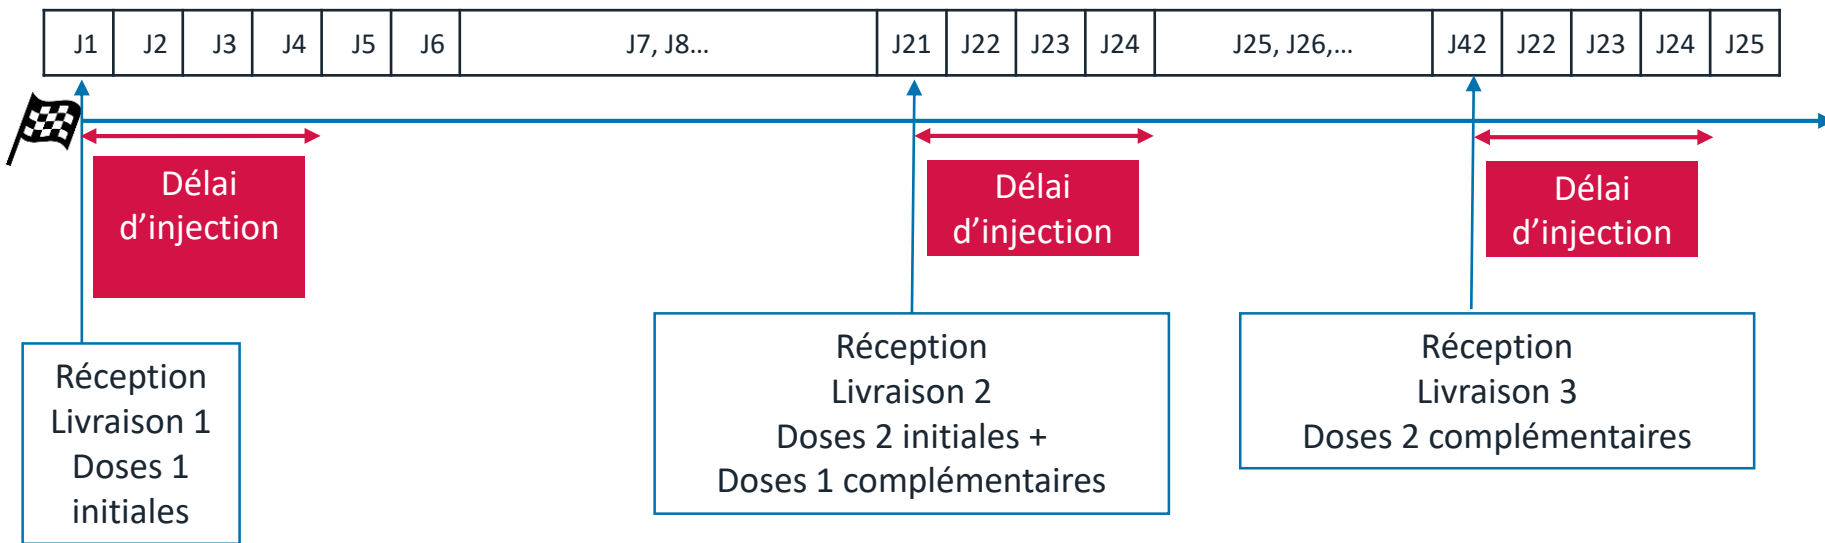 J1 J2 J3 J4 J5 J6 J7, J8... J21 J22 J23 J24 J25, J26,... J42 J22 J23 J24 J25
Délai
d’injection
Délai
d’injection
Délai
d’injection
Réception
Livraison 1
Doses 1
initiales
Réception
Livraison 2
Doses 2 initiales +
Doses 1 complémentaires
Réception
Livraison 3
Doses 2 complémentaires